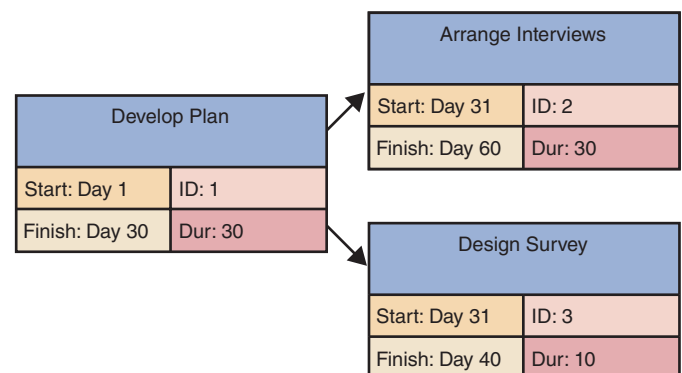 Develop Plan
Start: Day 1 ID: 1
Finish: Day 30 Dur: 30
Arrange Interviews
Start: Day 31 ID: 2
Finish: Day 60 Dur: 30
Design Survey
Start: Day 31 ID: 3
Finish: Day 40 Dur: 10